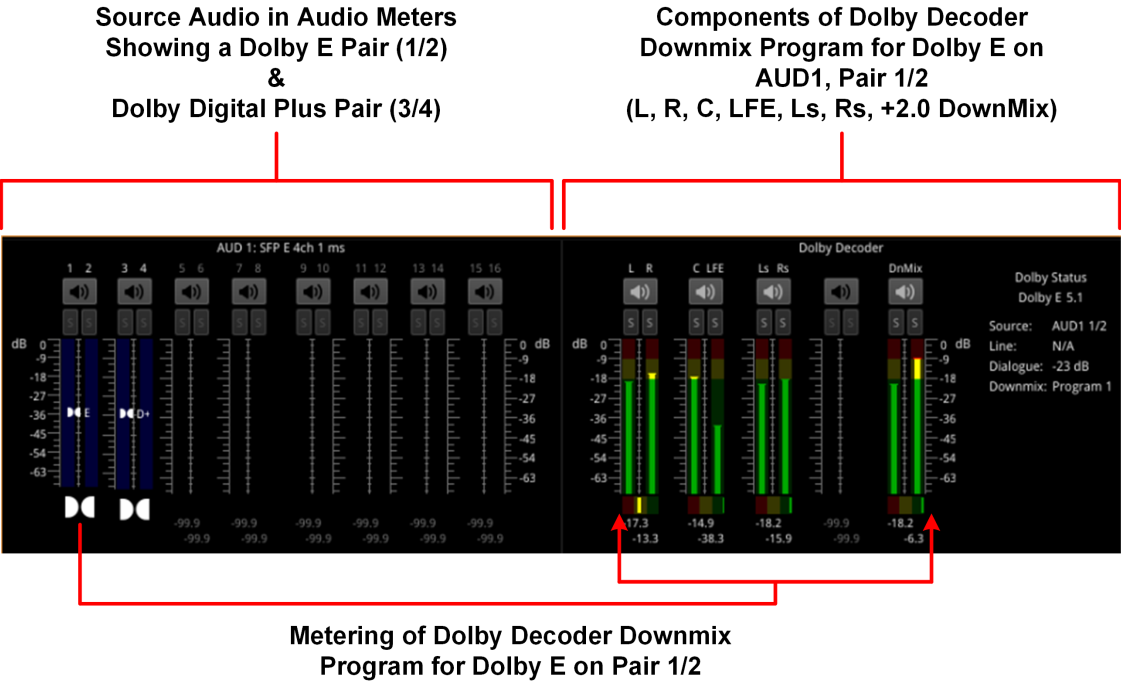 Source Audio in Audio Meters
Showing a Dolby E Pair (1/2)
&
Dolby Digital Plus Pair (3/4)
Components of Dolby Decoder
Downmix Program for Dolby E on
AUD1, Pair 1/2
(L, R, C, LFE, Ls, Rs, +2.0 DownMix)
AUD 1: SFP E 4ch 1 ms
1 2 3 4 5 6 7 8 9 10 11 12 13 14 15 16
S S S S S S S S S S S S S S S S
dB 0 0 dB
-9 -9
-18 -18
-27 -27
-36 E D+ -36
-45 -45
-54 -54
-63 -63
-99.9 -99.9 -99.9 -99.9 -99.9 -99.9
-99.9 -99.9 -99.9 -99.9 -99.9 -99.9
Dolby Decoder
L R C LFE Ls Rs DnMix
S S S S S S S S S S
dB 0 0 dB
-9 -9
-18 -18
-27 -27
-36 -36
-45 -45
-54 -54
-63 -63
-17.3 -14.9 -18.2 -99.9 -18.2
-13.3 -38.3 -15.9 -99.9 -6.3
Dolby Status
Dolby E 5.1
Source: AUD1 1/2
Line: N/A
Dialogue: -23 dB
Downmix: Program 1
Metering of Dolby Decoder Downmix
Program for Dolby E on Pair 1/2